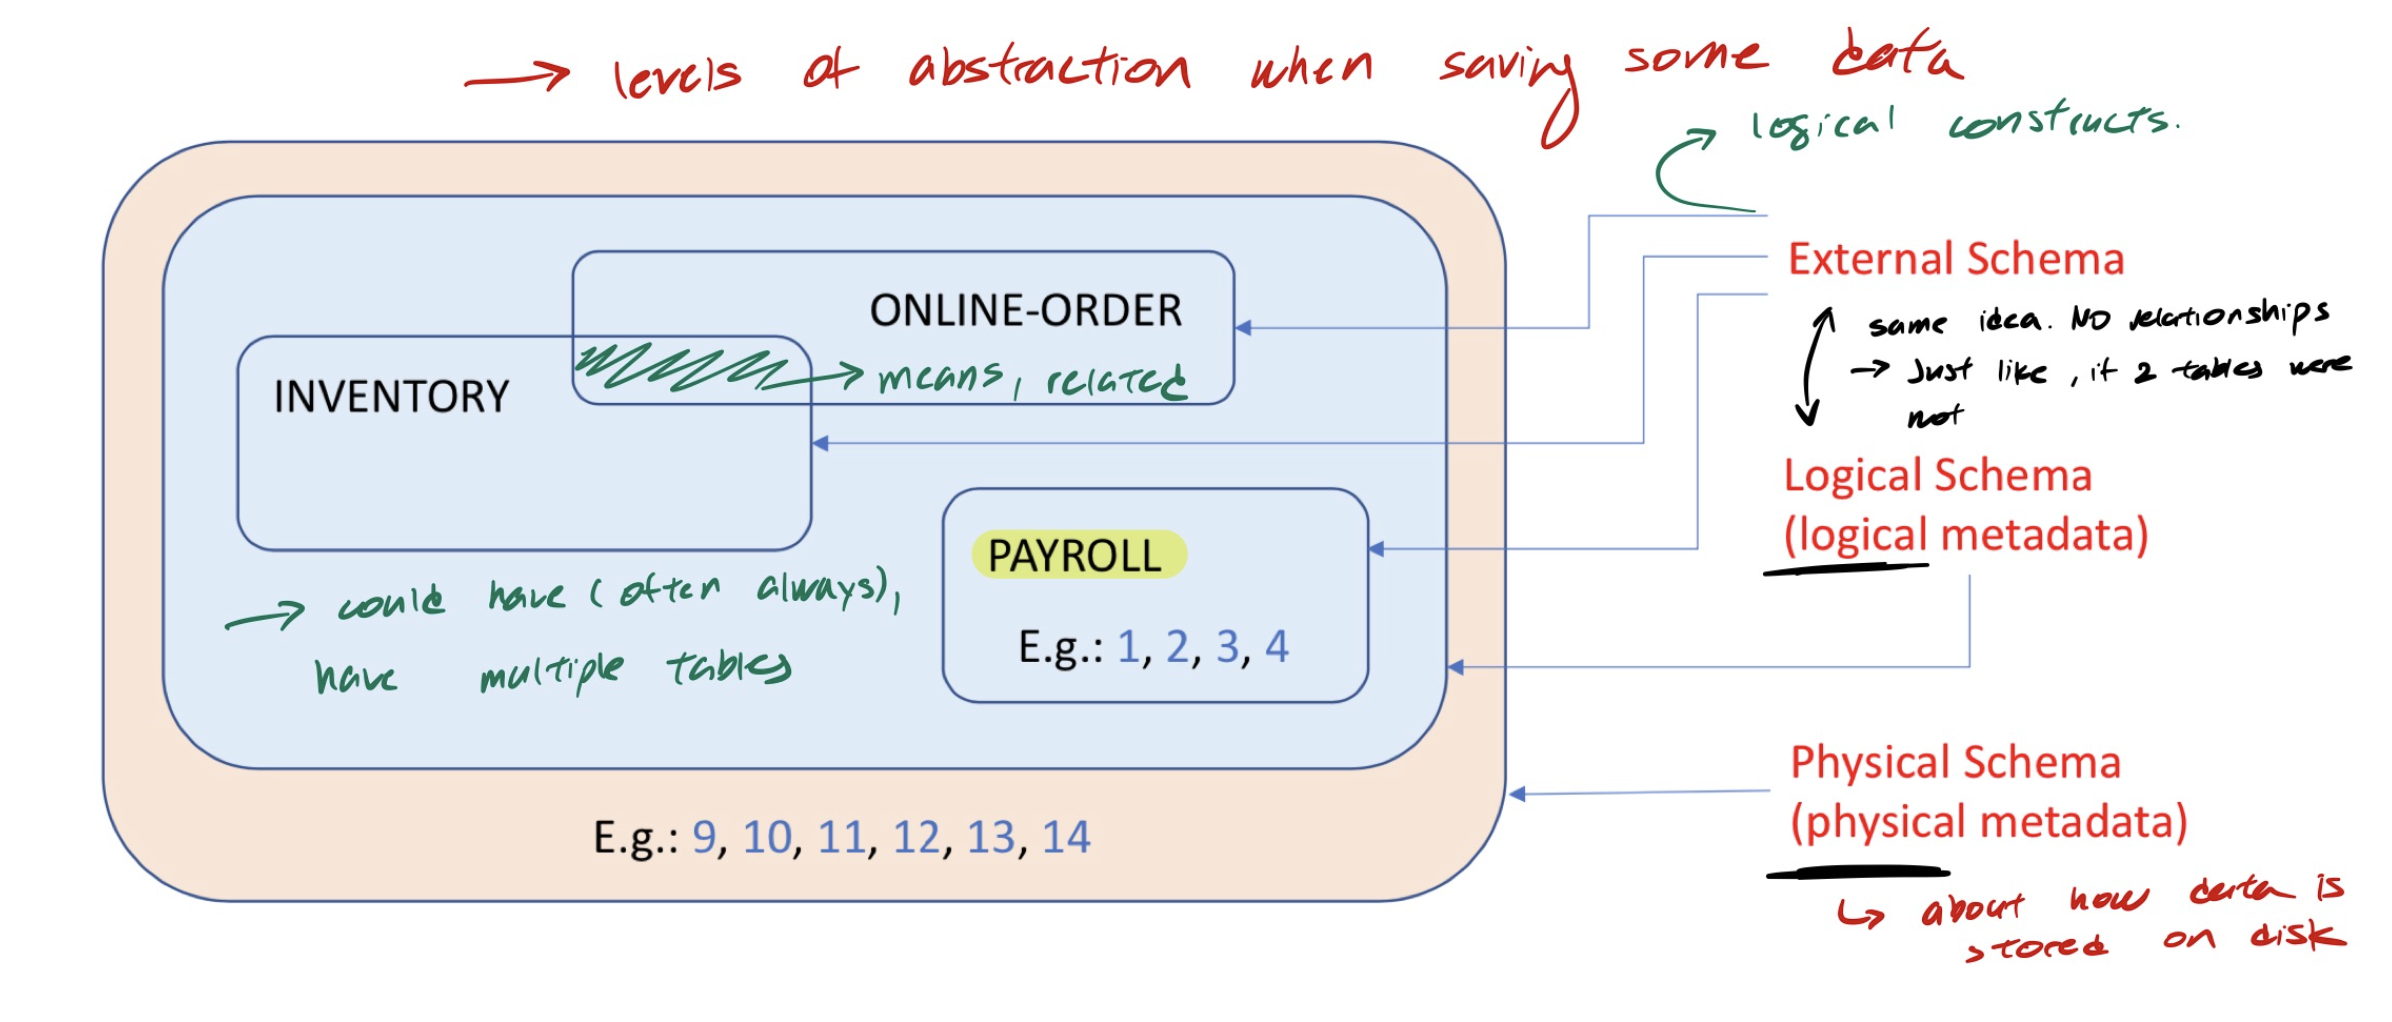 → levels of abstraction when saving some data
logical constructs.
External Schema
ONLINE-ORDER
same idea. NO relationships
→ Just like, if 2 tables were
not
means, related
INVENTORY
Logical Schema
(logical metadata)
PAYROLL
E.g.: 1, 2, 3, 4
→ could have (often always),
have multiple tables
Physical Schema
(physical metadata)
E.g.: 9, 10, 11, 12, 13, 14
↳ about how data is
stored on disk